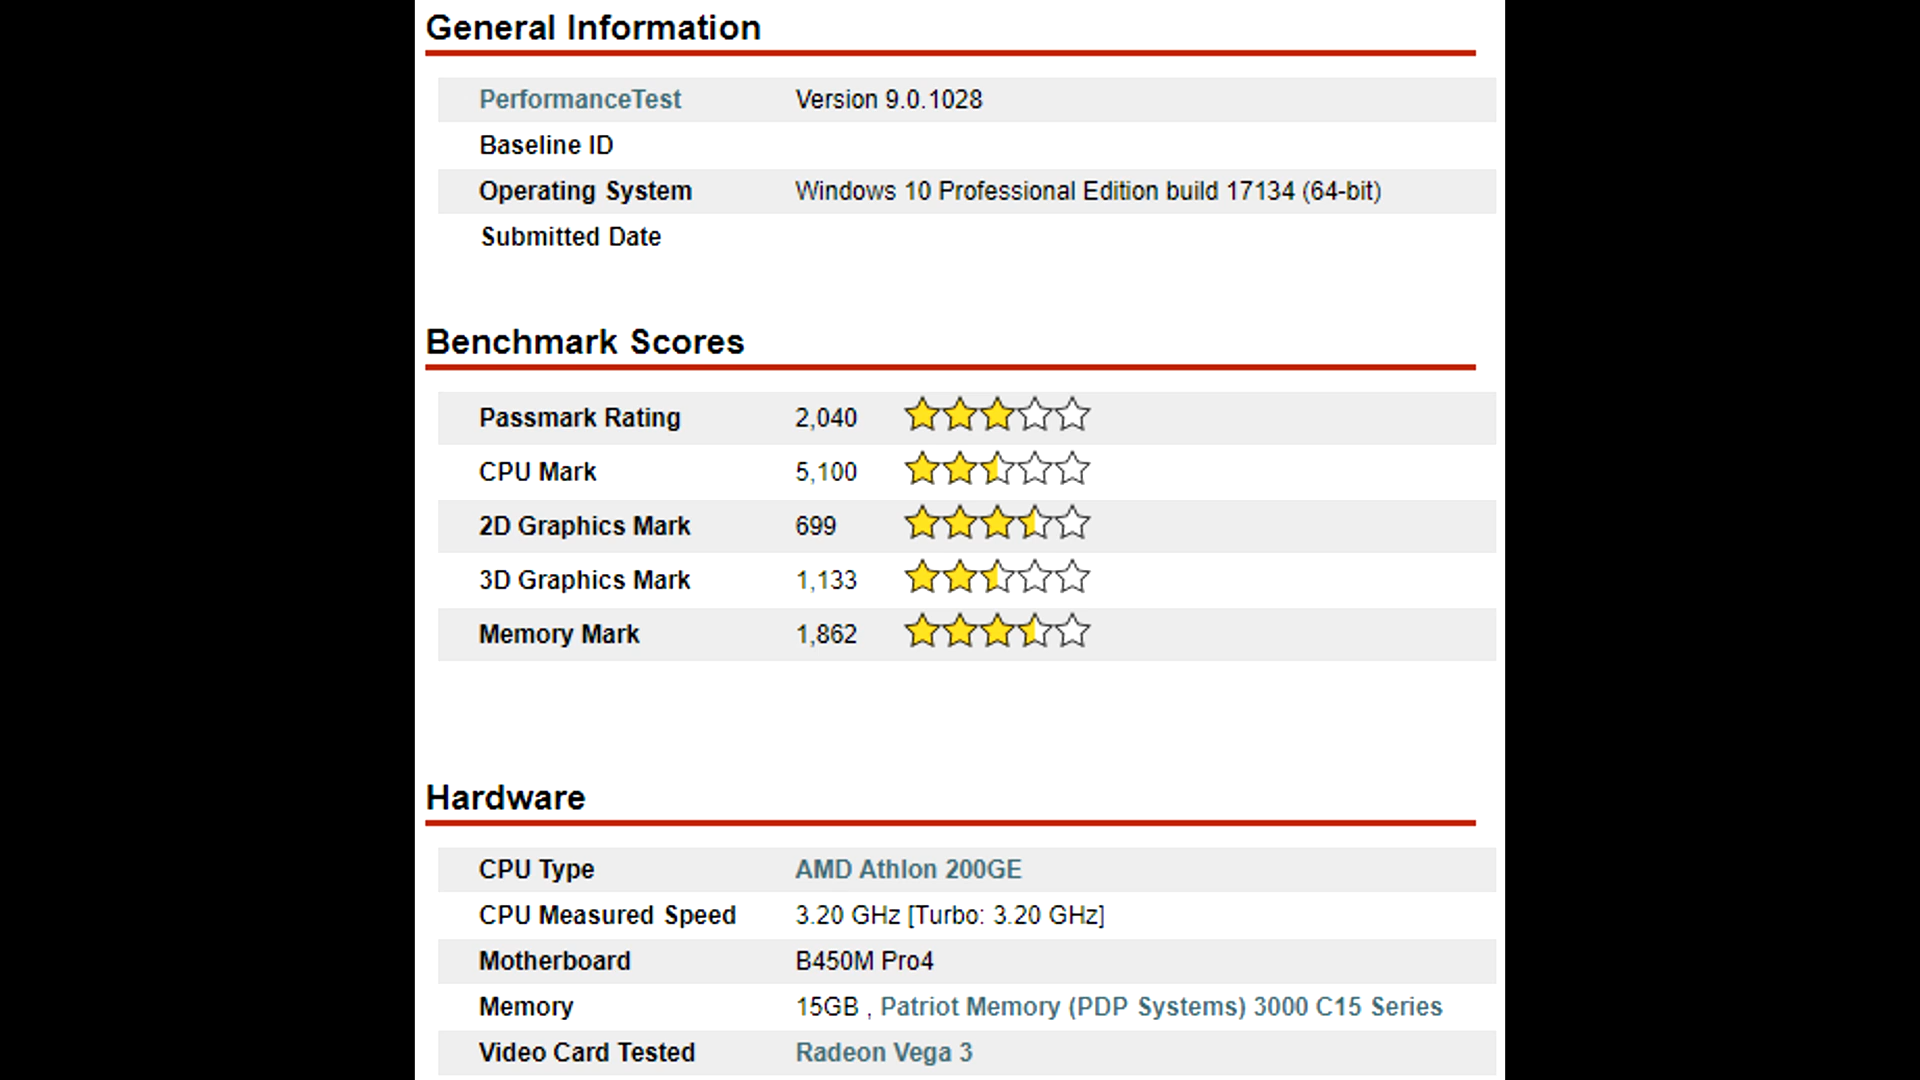 General Information
PerformanceTest Version 9.0.1028
Baseline ID
Operating System Windows 10 Professional Edition build 17134 (64-bit)
Submitted Date
Benchmark Scores
Passmark Rating 2,040
CPU Mark 5,100
2D Graphics Mark 699
3D Graphics Mark 1,133
Memory Mark 1,862
Hardware
CPU Type AMD Athlon 200GE
CPU Measured Speed 3.20 GHz [Turbo: 3.20 GHz]
Motherboard B450M Pro4
Memory 15GB , Patriot Memory (PDP Systems) 3000 C15 Series
Video Card Tested Radeon Vega 3